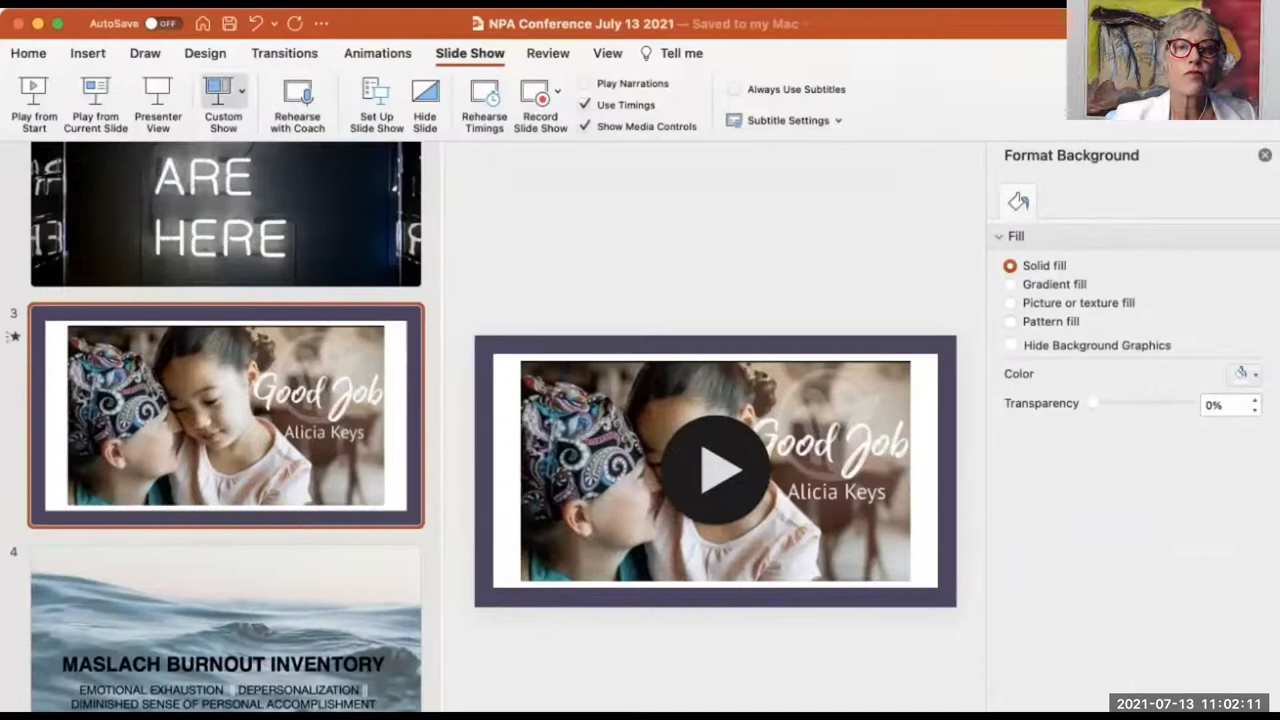 AutoSave OFF
NPA Conference July 13 2021 — Saved to my Mac
Home Insert Draw Design Transitions Animations Slide Show Review View Tell me
Play from Start
Play from Current Slide
Presenter View
Custom Show
Rehearse with Coach
Set Up Slide Show
Hide Slide
Rehearse Timings
Record Slide Show
Play Narrations
Use Timings
Show Media Controls
Always Use Subtitles
Subtitle Settings
ARE
HERE
3
Good Job
Alicia Keys
4
MASLACH BURNOUT INVENTORY
EMOTIONAL EXHAUSTION || DEPERSONALIZATION ||
DIMINISHED SENSE OF PERSONAL ACCOMPLISHMENT
Good Job
Alicia Keys
Format Background
Fill
Solid fill
Gradient fill
Picture or texture fill
Pattern fill
Hide Background Graphics
Color
Transparency 0%
2021-07-13 11:02:11